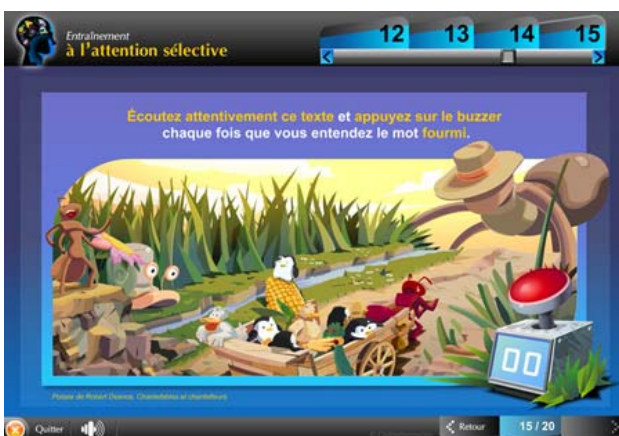 Entraînement
à l'attention sélective
12 13 14 15
Écoutez attentivement ce texte et appuyez sur le buzzer
chaque fois que vous entendez le mot fourmi.
00
Poésie de Robert Desnos, Chantefables et chantefleurs
Quitter
Retour
15 / 20